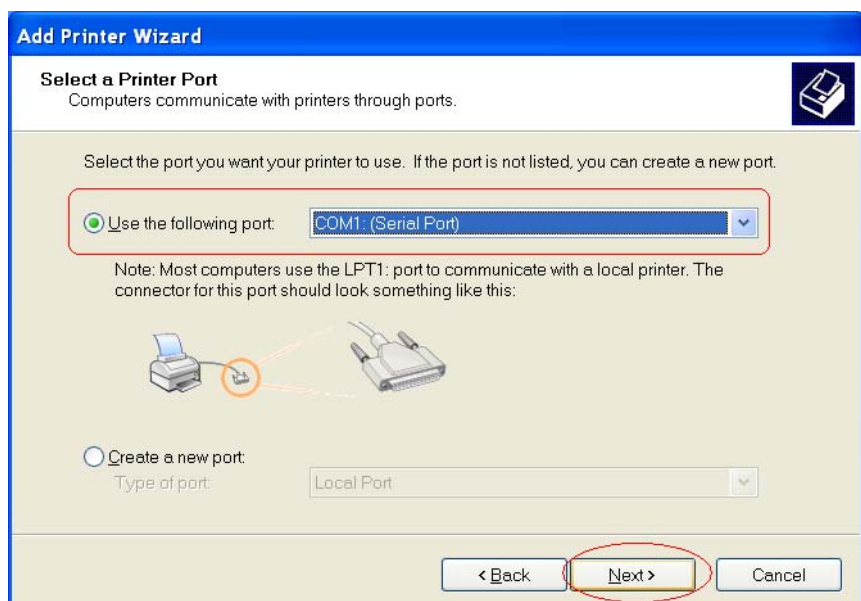 Add Printer Wizard
Select a Printer Port
Computers communicate with printers through ports.
Select the port you want your printer to use. If the port is not listed, you can create a new port.
Use the following port: COM1: (Serial Port)
Note: Most computers use the LPT1: port to communicate with a local printer. The
connector for this port should look something like this:
Create a new port:
Type of port: Local Port
< Back Next > Cancel